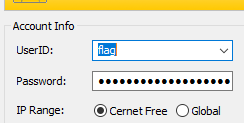 Account Info
UserID: flag
Password: ●●●●●●●●●●●●●●●●●●●
IP Range: Cernet Free Global